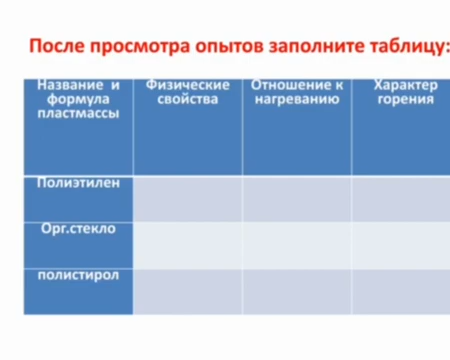 После просмотра опытов заполните таблицу:
Название и
формула
пластмассы
Физические
свойства
Отношение к
нагреванию
Характер
горения
Полиэтилен
Орг.стекло
полистирол